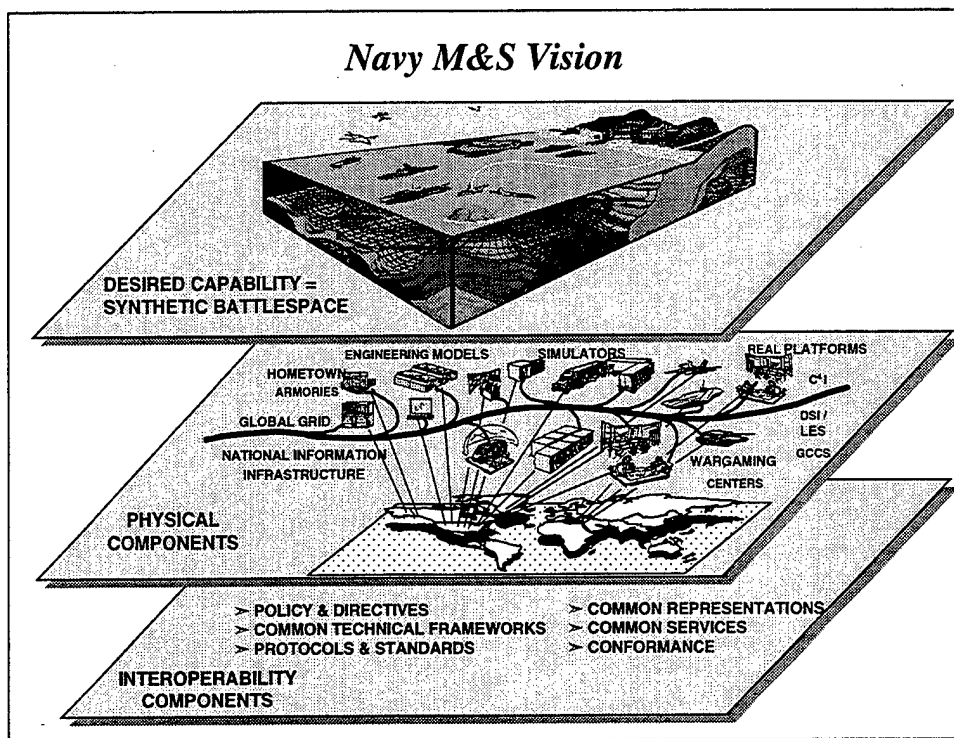 Navy M&S Vision
DESIRED CAPABILITY =
SYNTHETIC BATTLESPACE
ENGINEERING MODELS
SIMULATORS
REAL PLATFORMS
HOMETOWN
ARMORIES
C⁴I
GLOBAL GRID
DSI /
LES
NATIONAL INFORMATION
INFRASTRUCTURE
WARGAMING
CENTERS
GCCS
PHYSICAL
COMPONENTS
➢ POLICY & DIRECTIVES
➢ COMMON TECHNICAL FRAMEWORKS
➢ PROTOCOLS & STANDARDS
➢ COMMON REPRESENTATIONS
➢ COMMON SERVICES
➢ CONFORMANCE
INTEROPERABILITY
COMPONENTS